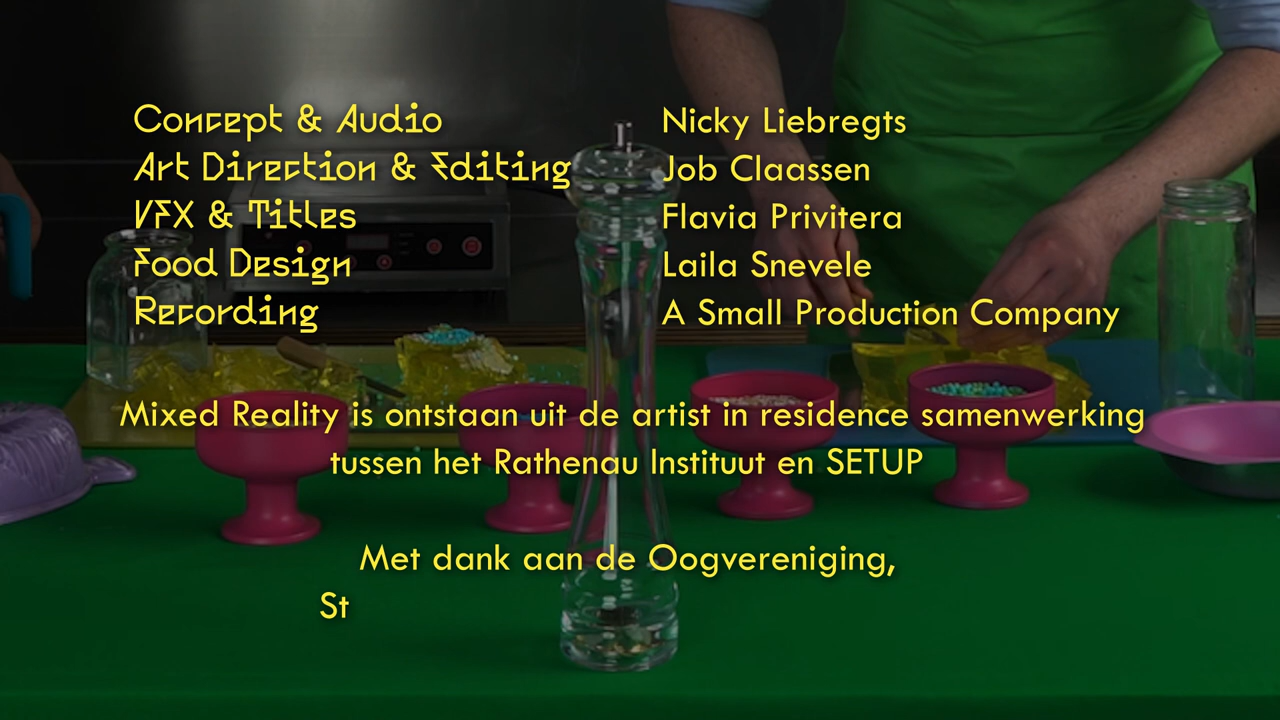 Concept & Audio Nicky Liebregts
Art Direction & Editing Job Claassen
VFX & Titles Flavia Privitera
Food Design Laila Snevele
Recording A Small Production Company
Mixed Reality is ontstaan uit de artist in residence samenwerking
tussen het Rathenau Instituut en SETUP
Met dank aan de Oogvereniging,
St